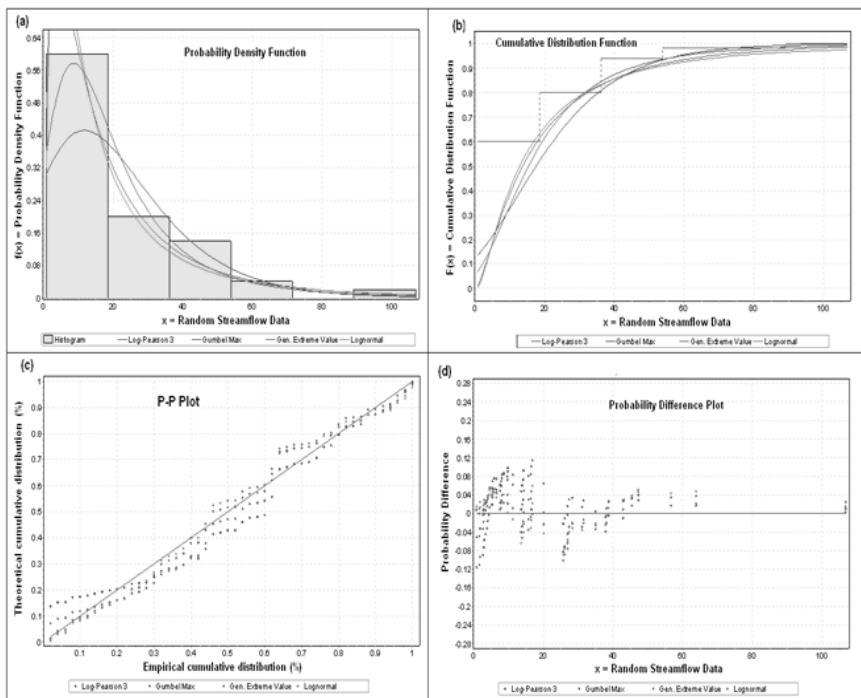 (a)
Probability Density Function
f(x) = Probability Density Function
0.64
0.56
0.48
0.4
0.32
0.24
0.16
0.08
0
0 20 40 60 80 100
x = Random Streamflow Data
Histogram Log-Pearson 3 Gumbel Max Gen. Extreme Value Lognormal
(b)
Cumulative Distribution Function
F(x) = Cumulative Distribution Function
1
0.9
0.8
0.7
0.6
0.5
0.4
0.3
0.2
0.1
0
0 20 40 60 80 100
x = Random Streamflow Data
Log-Pearson 3 Gumbel Max Gen. Extreme Value Lognormal
(c)
P-P Plot
Theoretical cumulative distribution (%)
1
0.9
0.8
0.7
0.6
0.5
0.4
0.3
0.2
0.1
0
0.1 0.2 0.3 0.4 0.5 0.6 0.7 0.8 0.9 1
Empirical cumulative distribution (%)
Log-Pearson 3 Gumbel Max Gen. Extreme Value Lognormal
(d)
Probability Difference Plot
Probability Difference
0.28
0.24
0.2
0.16
0.12
0.08
0.04
0
-0.04
-0.08
-0.12
-0.16
-0.2
-0.24
-0.28
0 20 40 60 80 100
x = Random Streamflow Data
Log-Pearson 3 Gumbel Max Gen. Extreme Value Lognormal